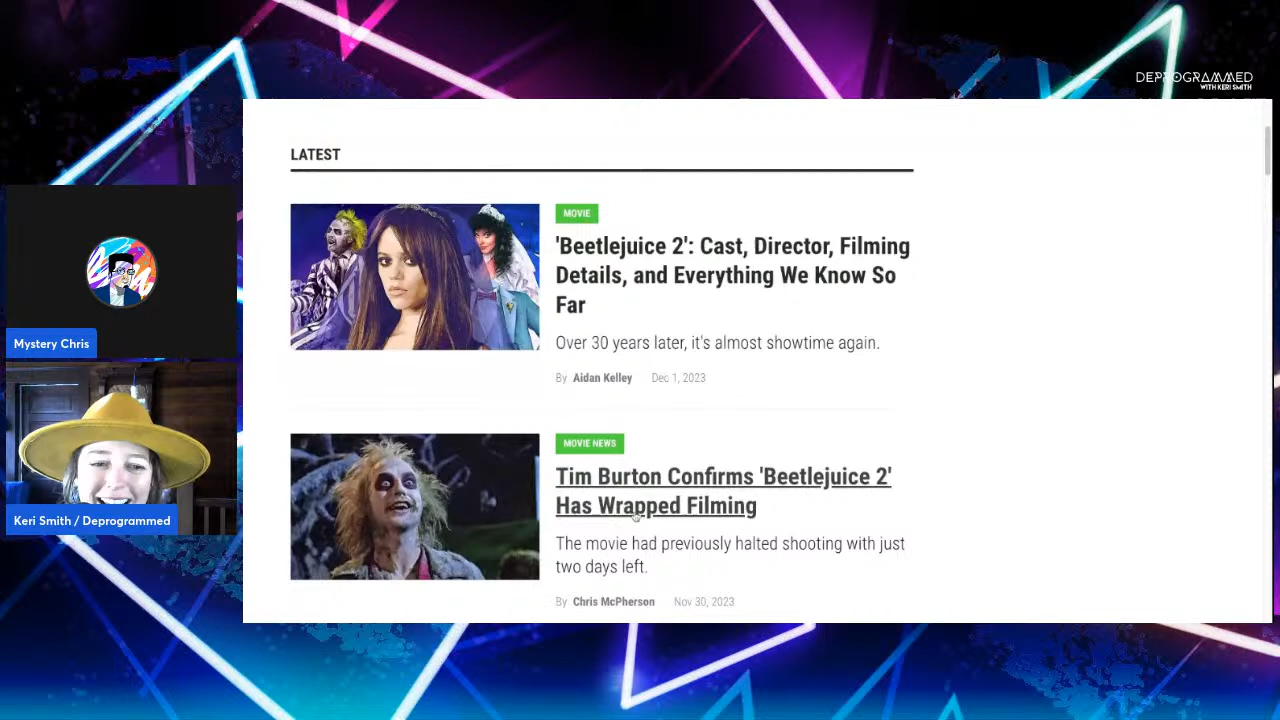 DEPROGRAMMED
WITH KERI SMITH
LATEST
MOVIE
'Beetlejuice 2': Cast, Director, Filming
Details, and Everything We Know So
Far
Over 30 years later, it's almost showtime again.
By Aidan Kelley Dec 1, 2023
MOVIE NEWS
Tim Burton Confirms 'Beetlejuice 2'
Has Wrapped Filming
The movie had previously halted shooting with just
two days left.
By Chris McPherson Nov 30, 2023
Mystery Chris
Keri Smith / Deprogrammed